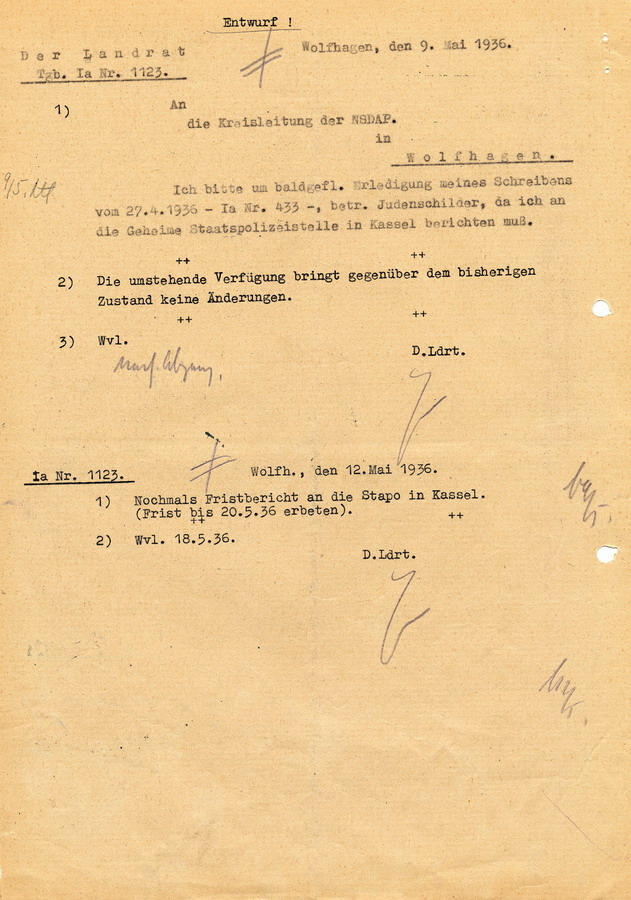 Entwurf !
Der Landrat
Wolfhagen, den 9. Mai 1936.
Tgb. Ia Nr. 1123.
1) An
die Kreisleitung der NSDAP.
in
Wolfhagen.
9/5.
Ich bitte um baldgefl. Erledigung meines Schreibens
vom 27.4.1936 - Ia Nr. 433 -, betr. Judenschilder, da ich an
die Geheime Staatspolizeistelle in Kassel berichten muß.
++ ++
2) Die umstehende Verfügung bringt gegenüber dem bisherigen
Zustand keine Änderungen.
++ ++
3) Wvl.
D.Ldrt.
nach Abgang.
Ia Nr. 1123.
Wolfh., den 12.Mai 1936.
1) Nochmals Fristbericht an die Stapo in Kassel.
(Frist bis 20.5.36 erbeten).
++ ++
2) Wvl. 18.5.36.
D.Ldrt.